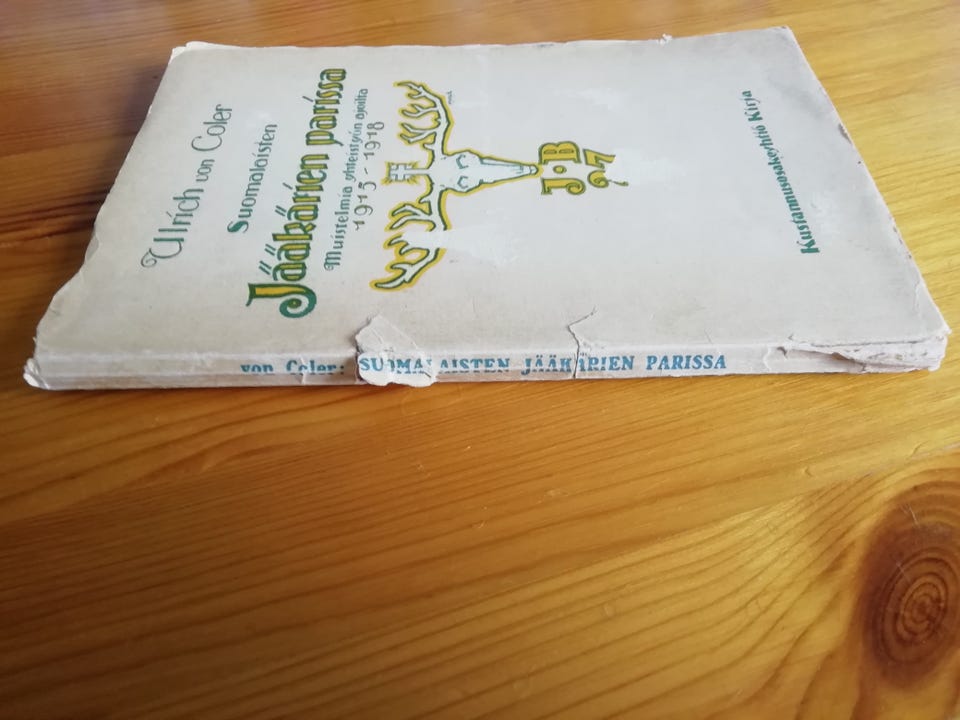 Ulrich von Coler
Suomalaisten
Jääkärien parissa
Muistelmia yhteistyön ajoilta
1915-1918
J.B
27
Kustannusosakeyhtiö Kirja
von Coler: SUOMALAISTEN JÄÄKÄRIEN PARISSA